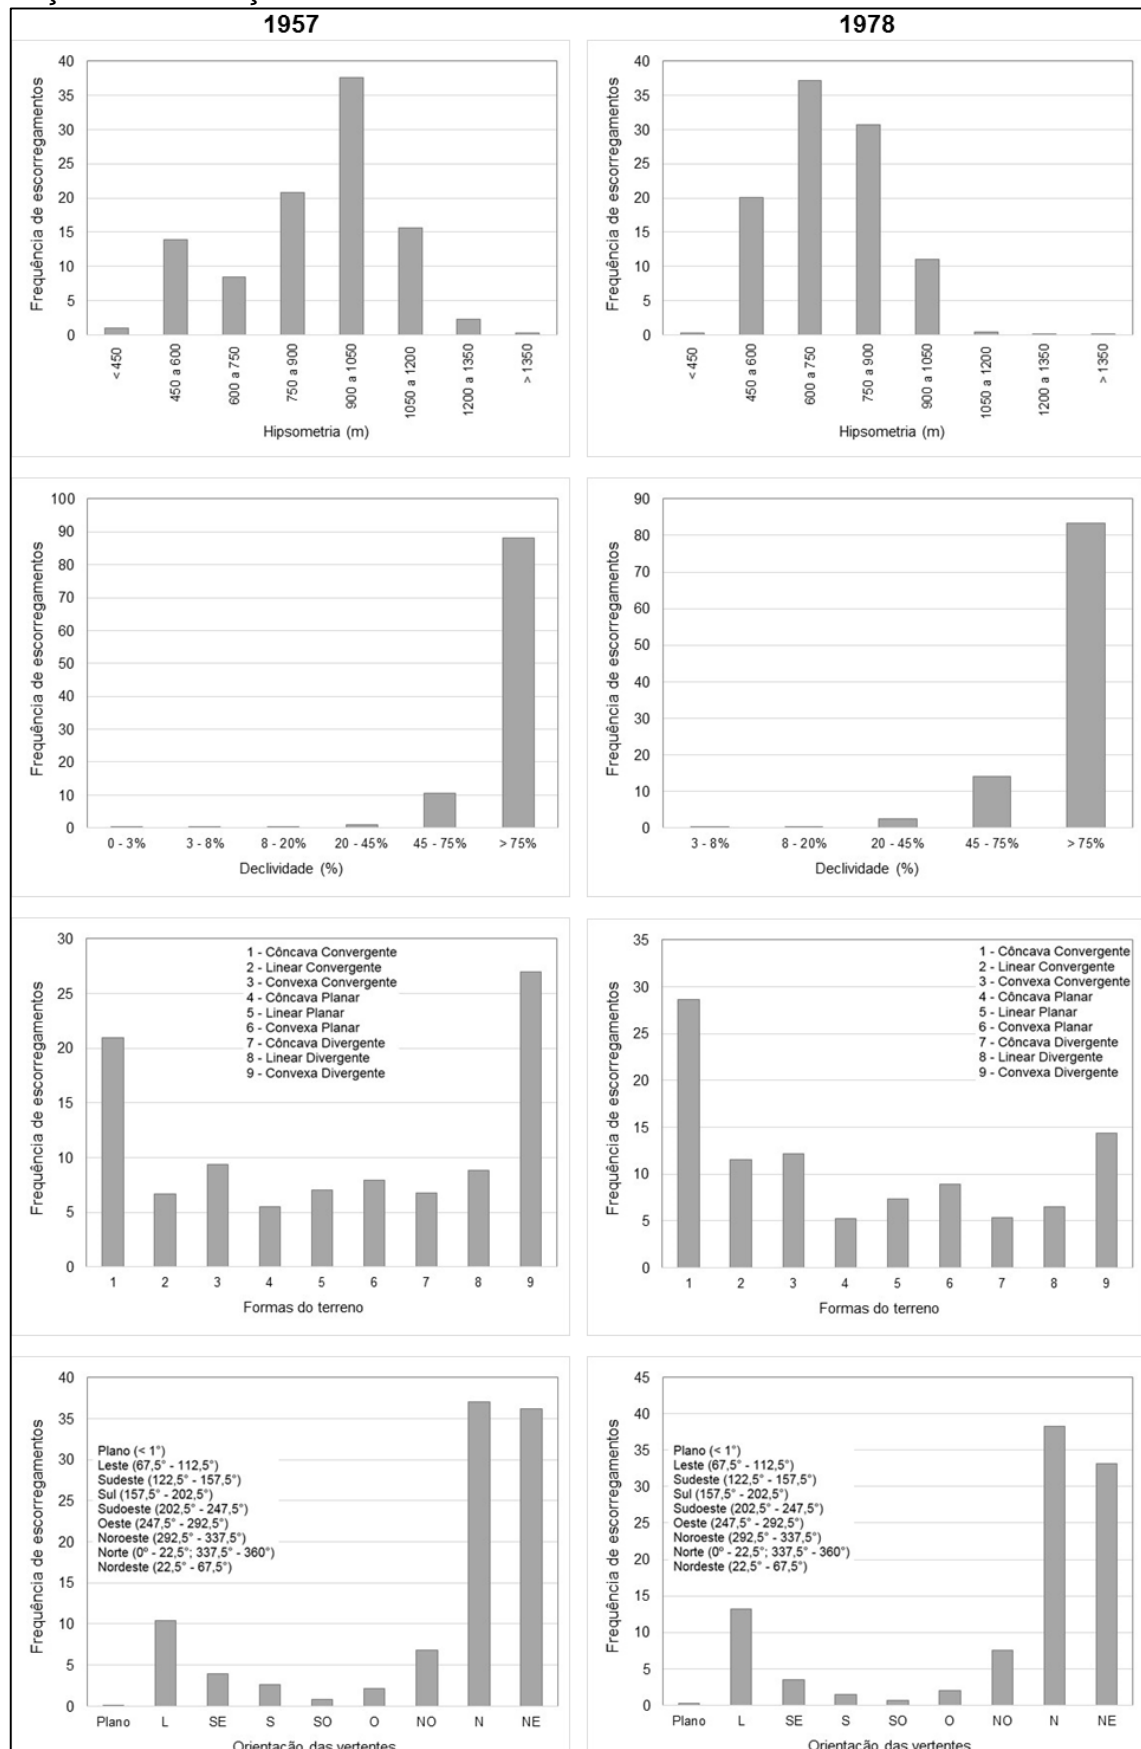 1957
1978
Frequência de escorregamentos
40
35
30
25
20
15
10
5
0
< 450
450 a 600
600 a 750
750 a 900
900 a 1050
1050 a 1200
1200 a 1350
> 1350
Hipsometria (m)
Frequência de escorregamentos
40
35
30
25
20
15
10
5
0
< 450
450 a 600
600 a 750
750 a 900
900 a 1050
1050 a 1200
1200 a 1350
> 1350
Hipsometria (m)
Frequência de escorregamentos
100
90
80
70
60
50
40
30
20
10
0
0 - 3%
3 - 8%
8 - 20%
20 - 45%
45 - 75%
> 75%
Declividade (%)
Frequência de escorregamentos
90
80
70
60
50
40
30
20
10
0
3 - 8%
8 - 20%
20 - 45%
45 - 75%
> 75%
Declividade (%)
Frequência de escorregamentos
30
25
20
15
10
5
0
1 - Côncava Convergente
2 - Linear Convergente
3 - Convexa Convergente
4 - Côncava Planar
5 - Linear Planar
6 - Convexa Planar
7 - Côncava Divergente
8 - Linear Divergente
9 - Convexa Divergente
1 2 3 4 5 6 7 8 9
Formas do terreno
Frequência de escorregamentos
35
30
25
20
15
10
5
0
1 - Côncava Convergente
2 - Linear Convergente
3 - Convexa Convergente
4 - Côncava Planar
5 - Linear Planar
6 - Convexa Planar
7 - Côncava Divergente
8 - Linear Divergente
9 - Convexa Divergente
1 2 3 4 5 6 7 8 9
Formas do terreno
Frequência de escorregamentos
40
35
30
25
20
15
10
5
0
Plano (< 1°)
Leste (67,5° - 112,5°)
Sudeste (122,5° - 157,5°)
Sul (157,5° - 202,5°)
Sudoeste (202,5° - 247,5°)
Oeste (247,5° - 292,5°)
Noroeste (292,5° - 337,5°)
Norte (0º - 22,5°; 337,5° - 360°)
Nordeste (22,5° - 67,5°)
Plano L SE S SO O NO N NE
Orientação das vertentes
Frequência de escorregamentos
45
40
35
30
25
20
15
10
5
0
Plano (< 1°)
Leste (67,5° - 112,5°)
Sudeste (122,5° - 157,5°)
Sul (157,5° - 202,5°)
Sudoeste (202,5° - 247,5°)
Oeste (247,5° - 292,5°)
Noroeste (292,5° - 337,5°)
Norte (0º - 22,5°; 337,5° - 360°)
Nordeste (22,5° - 67,5°)
Plano L SE S SO O NO N NE
Orientação das vertentes